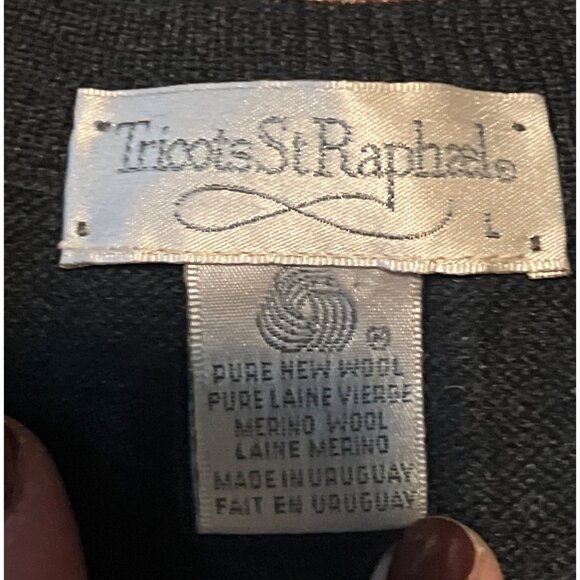 Tricots St Raphael®
L
®
PURE NEW WOOL
PURE LAINE VIERGE
MERINO WOOL
LAINE MERINO
MADE IN URUGUAY
FAIT EN URUGUAY